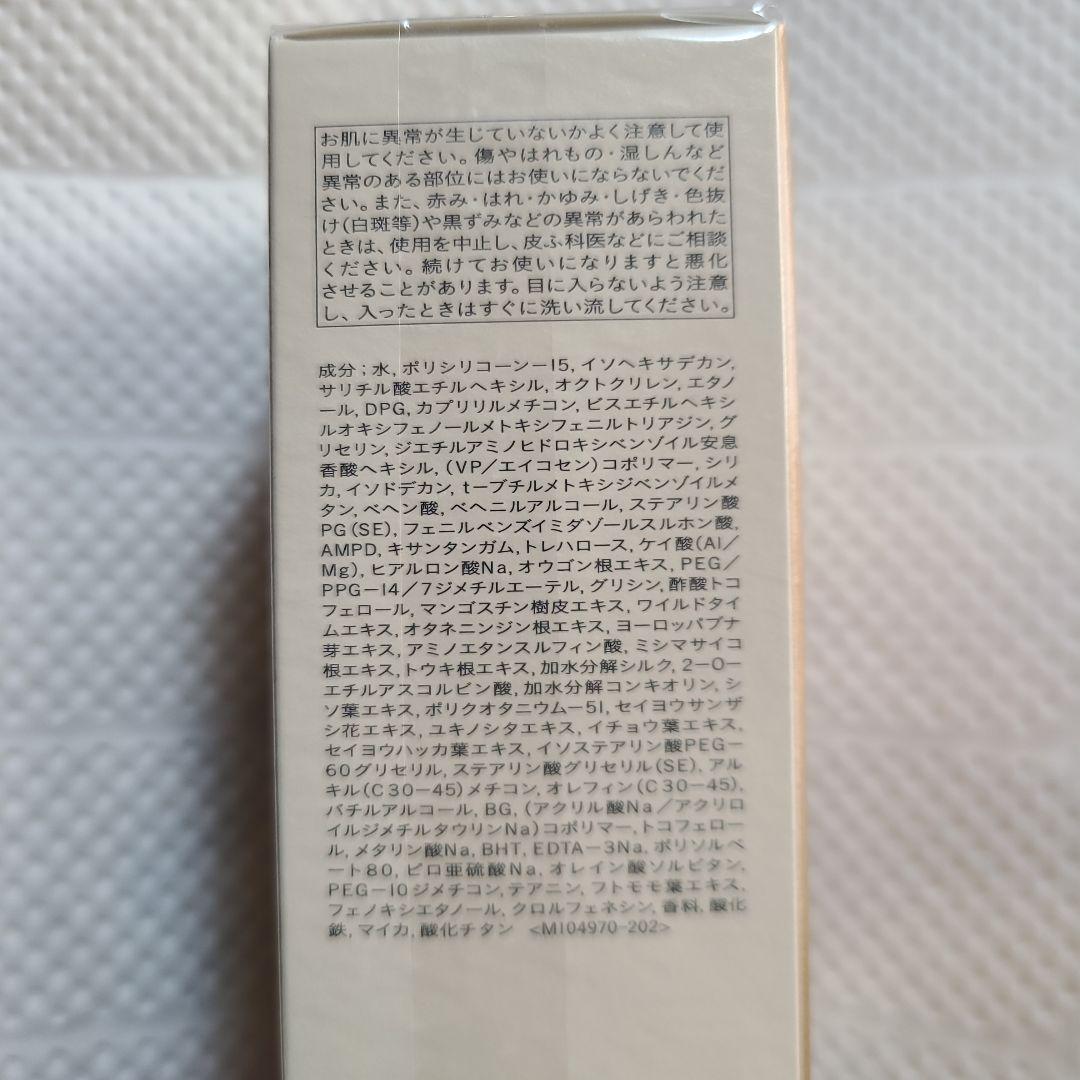 お肌に異常が生じていないかよく注意して使
用してください。傷やはれもの・湿しんなど
異常のある部位にはお使いにならないでくだ
さい。また、赤み・はれ・かゆみ・しげき・色抜
け(白斑等)や黒ずみなどの異常があらわれた
ときは、使用を中止し、皮ふ科医などにご相談
ください。続けてお使いになりますと悪化
させることがあります。目に入らないよう注意
し、入ったときはすぐに洗い流してください。
成分；水, ポリシリコーン−15, イソヘキサデカン,
サリチル酸エチルヘキシル, オクトクリレン, エタノ
ール, DPG, カプリリルメチコン, ビスエチルヘキシ
ルオキシフェノールメトキシフェニルトリアジン, グ
リセリン, ジエチルアミノヒドロキシベンゾイル安息
香酸ヘキシル, (VP／エイコセン)コポリマー, シリ
カ, イソドデカン, t−ブチルメトキシジベンゾイルメ
タン, ベヘン酸, ベヘニルアルコール, ステアリン酸
PG(SE), フェニルベンズイミダゾールスルホン酸,
AMPD, キサンタンガム, トレハロース, ケイ酸(Al／
Mg), ヒアルロン酸Na, オウゴン根エキス, PEG／
PPG−14／7ジメチルエーテル, グリシン, 酢酸トコ
フェロール, マンゴスチン樹皮エキス, ワイルドタイ
ムエキス, オタネニンジン根エキス, ヨーロッパブナ
芽エキス, アミノエタンスルフィン酸, ミシマサイコ
根エキス, トウキ根エキス, 加水分解シルク, 2−O−
エチルアスコルビン酸, 加水分解コンキオリン, シ
ソ葉エキス, ポリクオタニウム−51, セイヨウサンザ
シ花エキス, ユキノシタエキス, イチョウ葉エキス,
セイヨウハッカ葉エキス, イソステアリン酸PEG−
60グリセリル, ステアリン酸グリセリル(SE), アル
キル(C30−45)メチコン, オレフィン(C30−45),
バチルアルコール, BG, (アクリル酸Na／アクリロ
イルジメチルタウリンNa)コポリマー, トコフェロー
ル, メタリン酸Na, BHT, EDTA−3Na, ポリソルベ
ート80, ピロ亜硫酸Na, オレイン酸ソルビタン,
PEG−10ジメチコン, テアニン, フトモモ葉エキス,
フェノキシエタノール, クロルフェネシン, 香料, 酸化
鉄, マイカ, 酸化チタン <M104970-202>